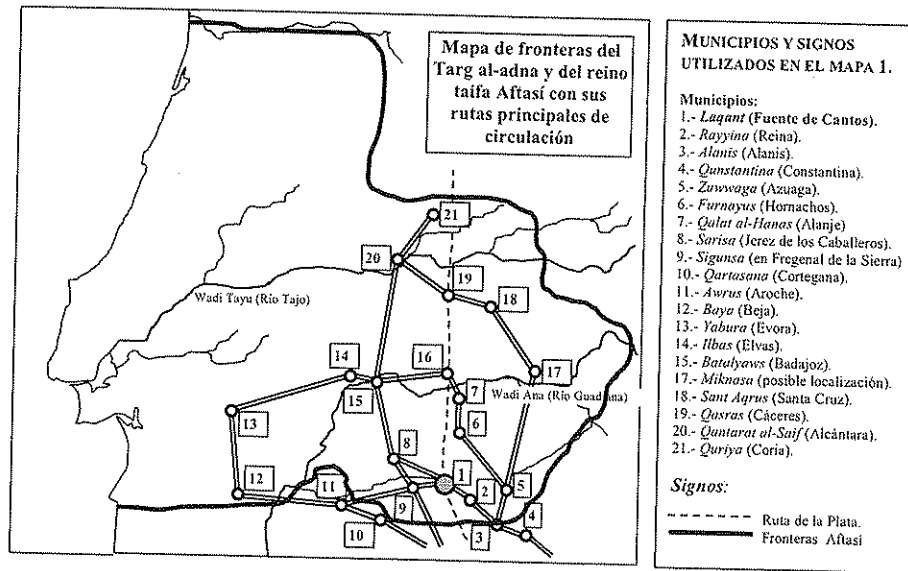 Mapa de fronteras del
Targ al-adna y del reino
taifa Aftasí con sus
rutas principales de
circulación
21
20
19
18
Wadi Tayu (Río Tajo)
14
16
17
15
7
Wadi Ana (Río Guadiana)
13
6
8
1
12
11
2
5
9
4
10
3
MUNICIPIOS Y SIGNOS
UTILIZADOS EN EL MAPA 1.
Municipios:
1.- Laqant (Fuente de Cantos).
2.- Rayyina (Reina).
3.- Alanis (Alanis).
4.- Qunstantina (Constantina).
5.- Zuwwaga (Azuaga).
6.- Furnayus (Hornachos).
7.- Qalat al-Hanas (Alanje)
8.- Sarisa (Jerez de los Caballeros).
9.- Sigunsa (en Fregenal de la Sierra)
10.- Qartasana (Cortegana).
11.- Awrus (Aroche).
12.- Baya (Beja).
13.- Yabura (Evora).
14.- Ilbas (Elvas).
15.- Batalyaws (Badajoz).
17.- Miknasa (posible localización).
18.- Sant Aqrus (Santa Cruz).
19.- Qasras (Cáceres).
20.- Qantarat al-Saif (Alcántara).
21.- Quriya (Coria).
Signos:
Ruta de la Plata.
Fronteras Aftasí